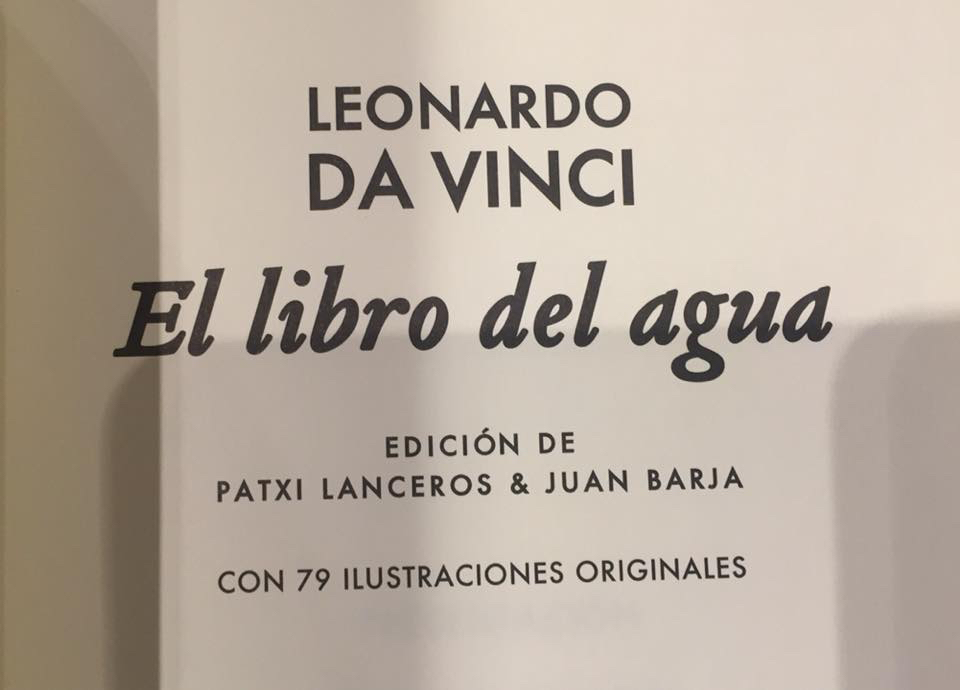 LEONARDO
DA VINCI
El libro del agua
EDICIÓN DE
PATXI LANCEROS & JUAN BARJA
CON 79 ILUSTRACIONES ORIGINALES